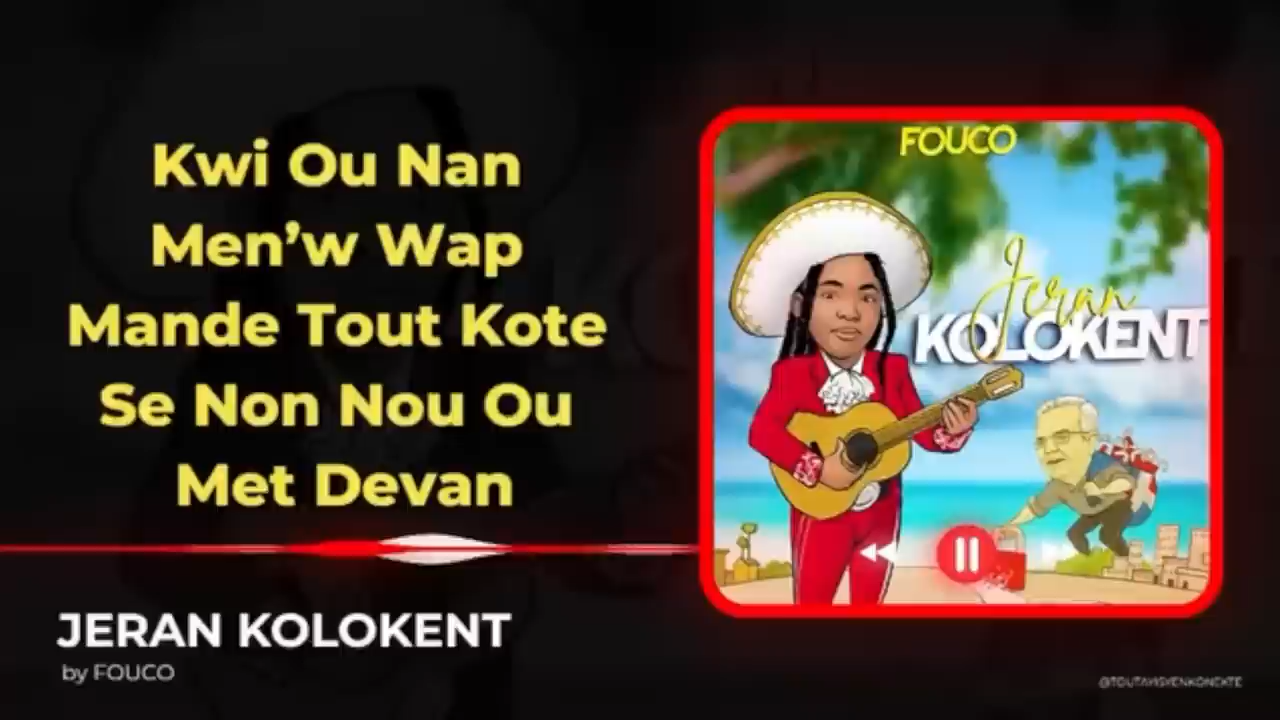 Kwi Ou Nan
Men’w Wap
Mande Tout Kote
Se Non Nou Ou
Met Devan
JERAN KOLOKENT
by FOUCO
FOUCO
Jeran
KOLOKENT